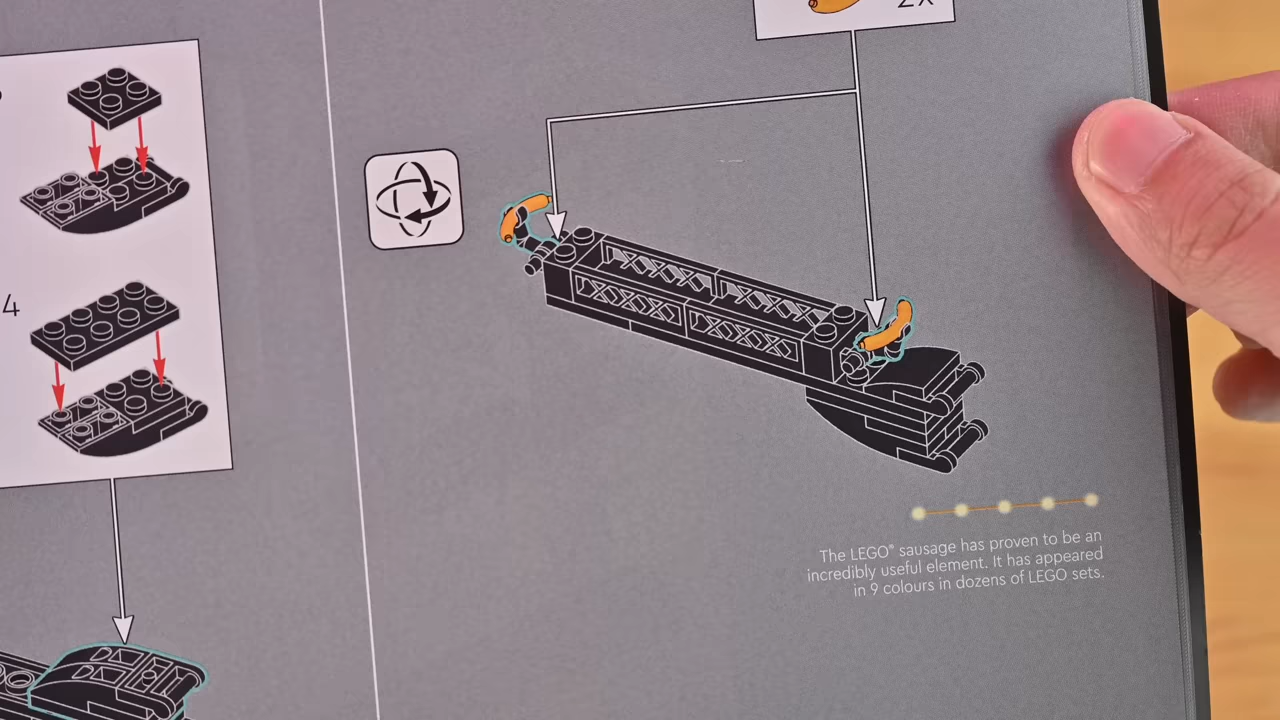 2x
4
The LEGO® sausage has proven to be an
incredibly useful element. It has appeared
in 9 colours in dozens of LEGO sets.